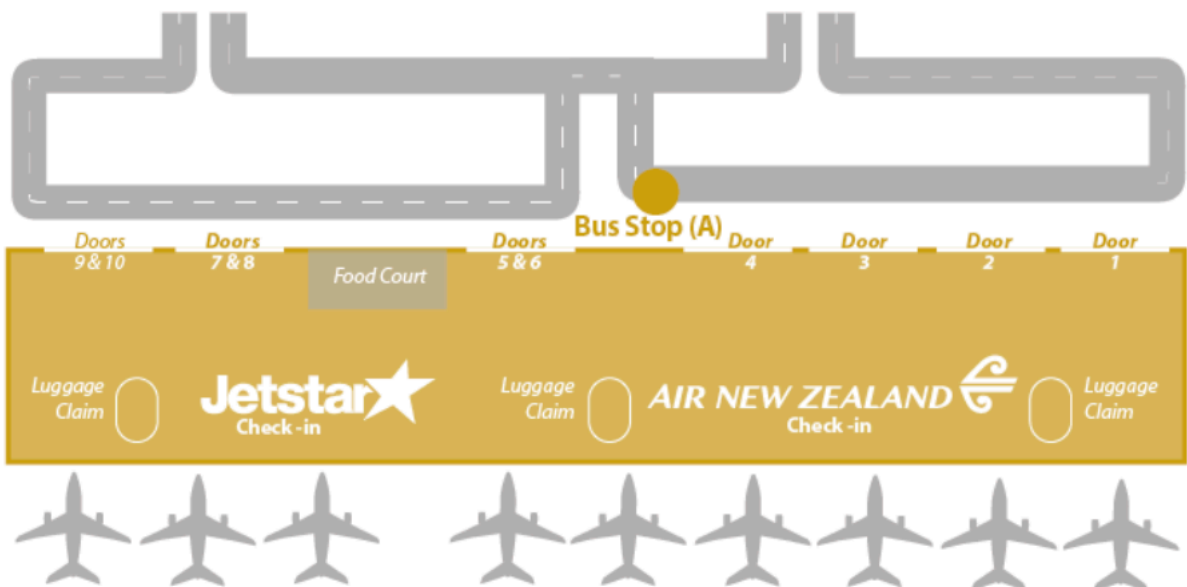 Bus Stop (A)
Doors
9 & 10
Doors
7 & 8
Food Court
Doors
5 & 6
Door
4
Door
3
Door
2
Door
1
Luggage
Claim
Jetstar
Check -in
Luggage
Claim
AIR NEW ZEALAND
Check -in
Luggage
Claim